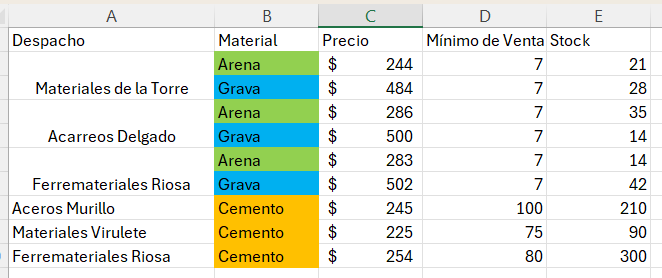 A B C D E
Despacho Material Precio Mínimo de Venta Stock
Arena $ 244 7 21
Materiales de la Torre Grava $ 484 7 28
Arena $ 286 7 35
Acarreos Delgado Grava $ 500 7 14
Arena $ 283 7 14
Ferremateriales Riosa Grava $ 502 7 42
Aceros Murillo Cemento $ 245 100 210
Materiales Virulete Cemento $ 225 75 90
Ferremateriales Riosa Cemento $ 254 80 300